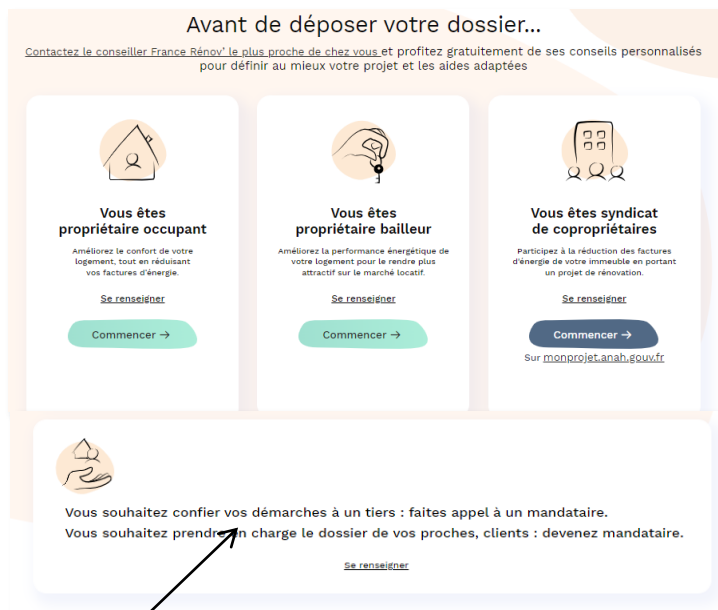 Avant de déposer votre dossier...
Contactez le conseiller France Rénov' le plus proche de chez vous et profitez gratuitement de ses conseils personnalisés
pour définir au mieux votre projet et les aides adaptées
Vous êtes
propriétaire occupant
Améliorez le confort de votre
logement, tout en réduisant
vos factures d'énergie.
Se renseigner
Commencer →
Vous êtes
propriétaire bailleur
Améliorez la performance énergétique de
votre logement pour le rendre plus
attractif sur le marché locatif.
Se renseigner
Commencer →
Vous êtes syndicat
de copropriétaires
Participez à la réduction des factures
d'énergie de votre immeuble en portant
un projet de rénovation.
Se renseigner
Commencer →
Sur monprojet.anah.gouv.fr
Vous souhaitez confier vos démarches à un tiers : faites appel à un mandataire.
Vous souhaitez prendre en charge le dossier de vos proches, clients : devenez mandataire.
Se renseigner